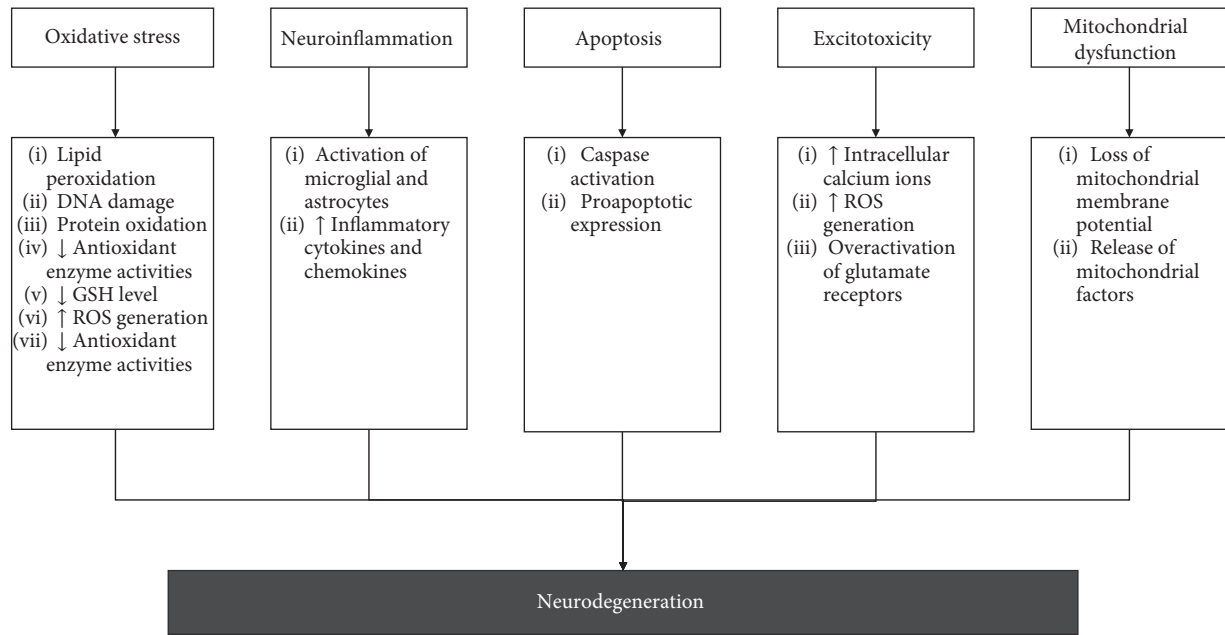 Oxidative stress
Neuroinflammation
Apoptosis
Excitotoxicity
Mitochondrial
dysfunction
(i) Lipid
peroxidation
(ii) DNA damage
(iii) Protein oxidation
(iv) ↓ Antioxidant
enzyme activities
(v) ↓ GSH level
(vi) ↑ ROS generation
(vii) ↓ Antioxidant
enzyme activities
(i) Activation of
microglial and
astrocytes
(ii) ↑ Inflammatory
cytokines and
chemokines
(i) Caspase
activation
(ii) Proapoptotic
expression
(i) ↑ Intracellular
calcium ions
(ii) ↑ ROS
generation
(iii) Overactivation
of glutamate
receptors
(i) Loss of
mitochondrial
membrane
potential
(ii) Release of
mitochondrial
factors
Neurodegeneration